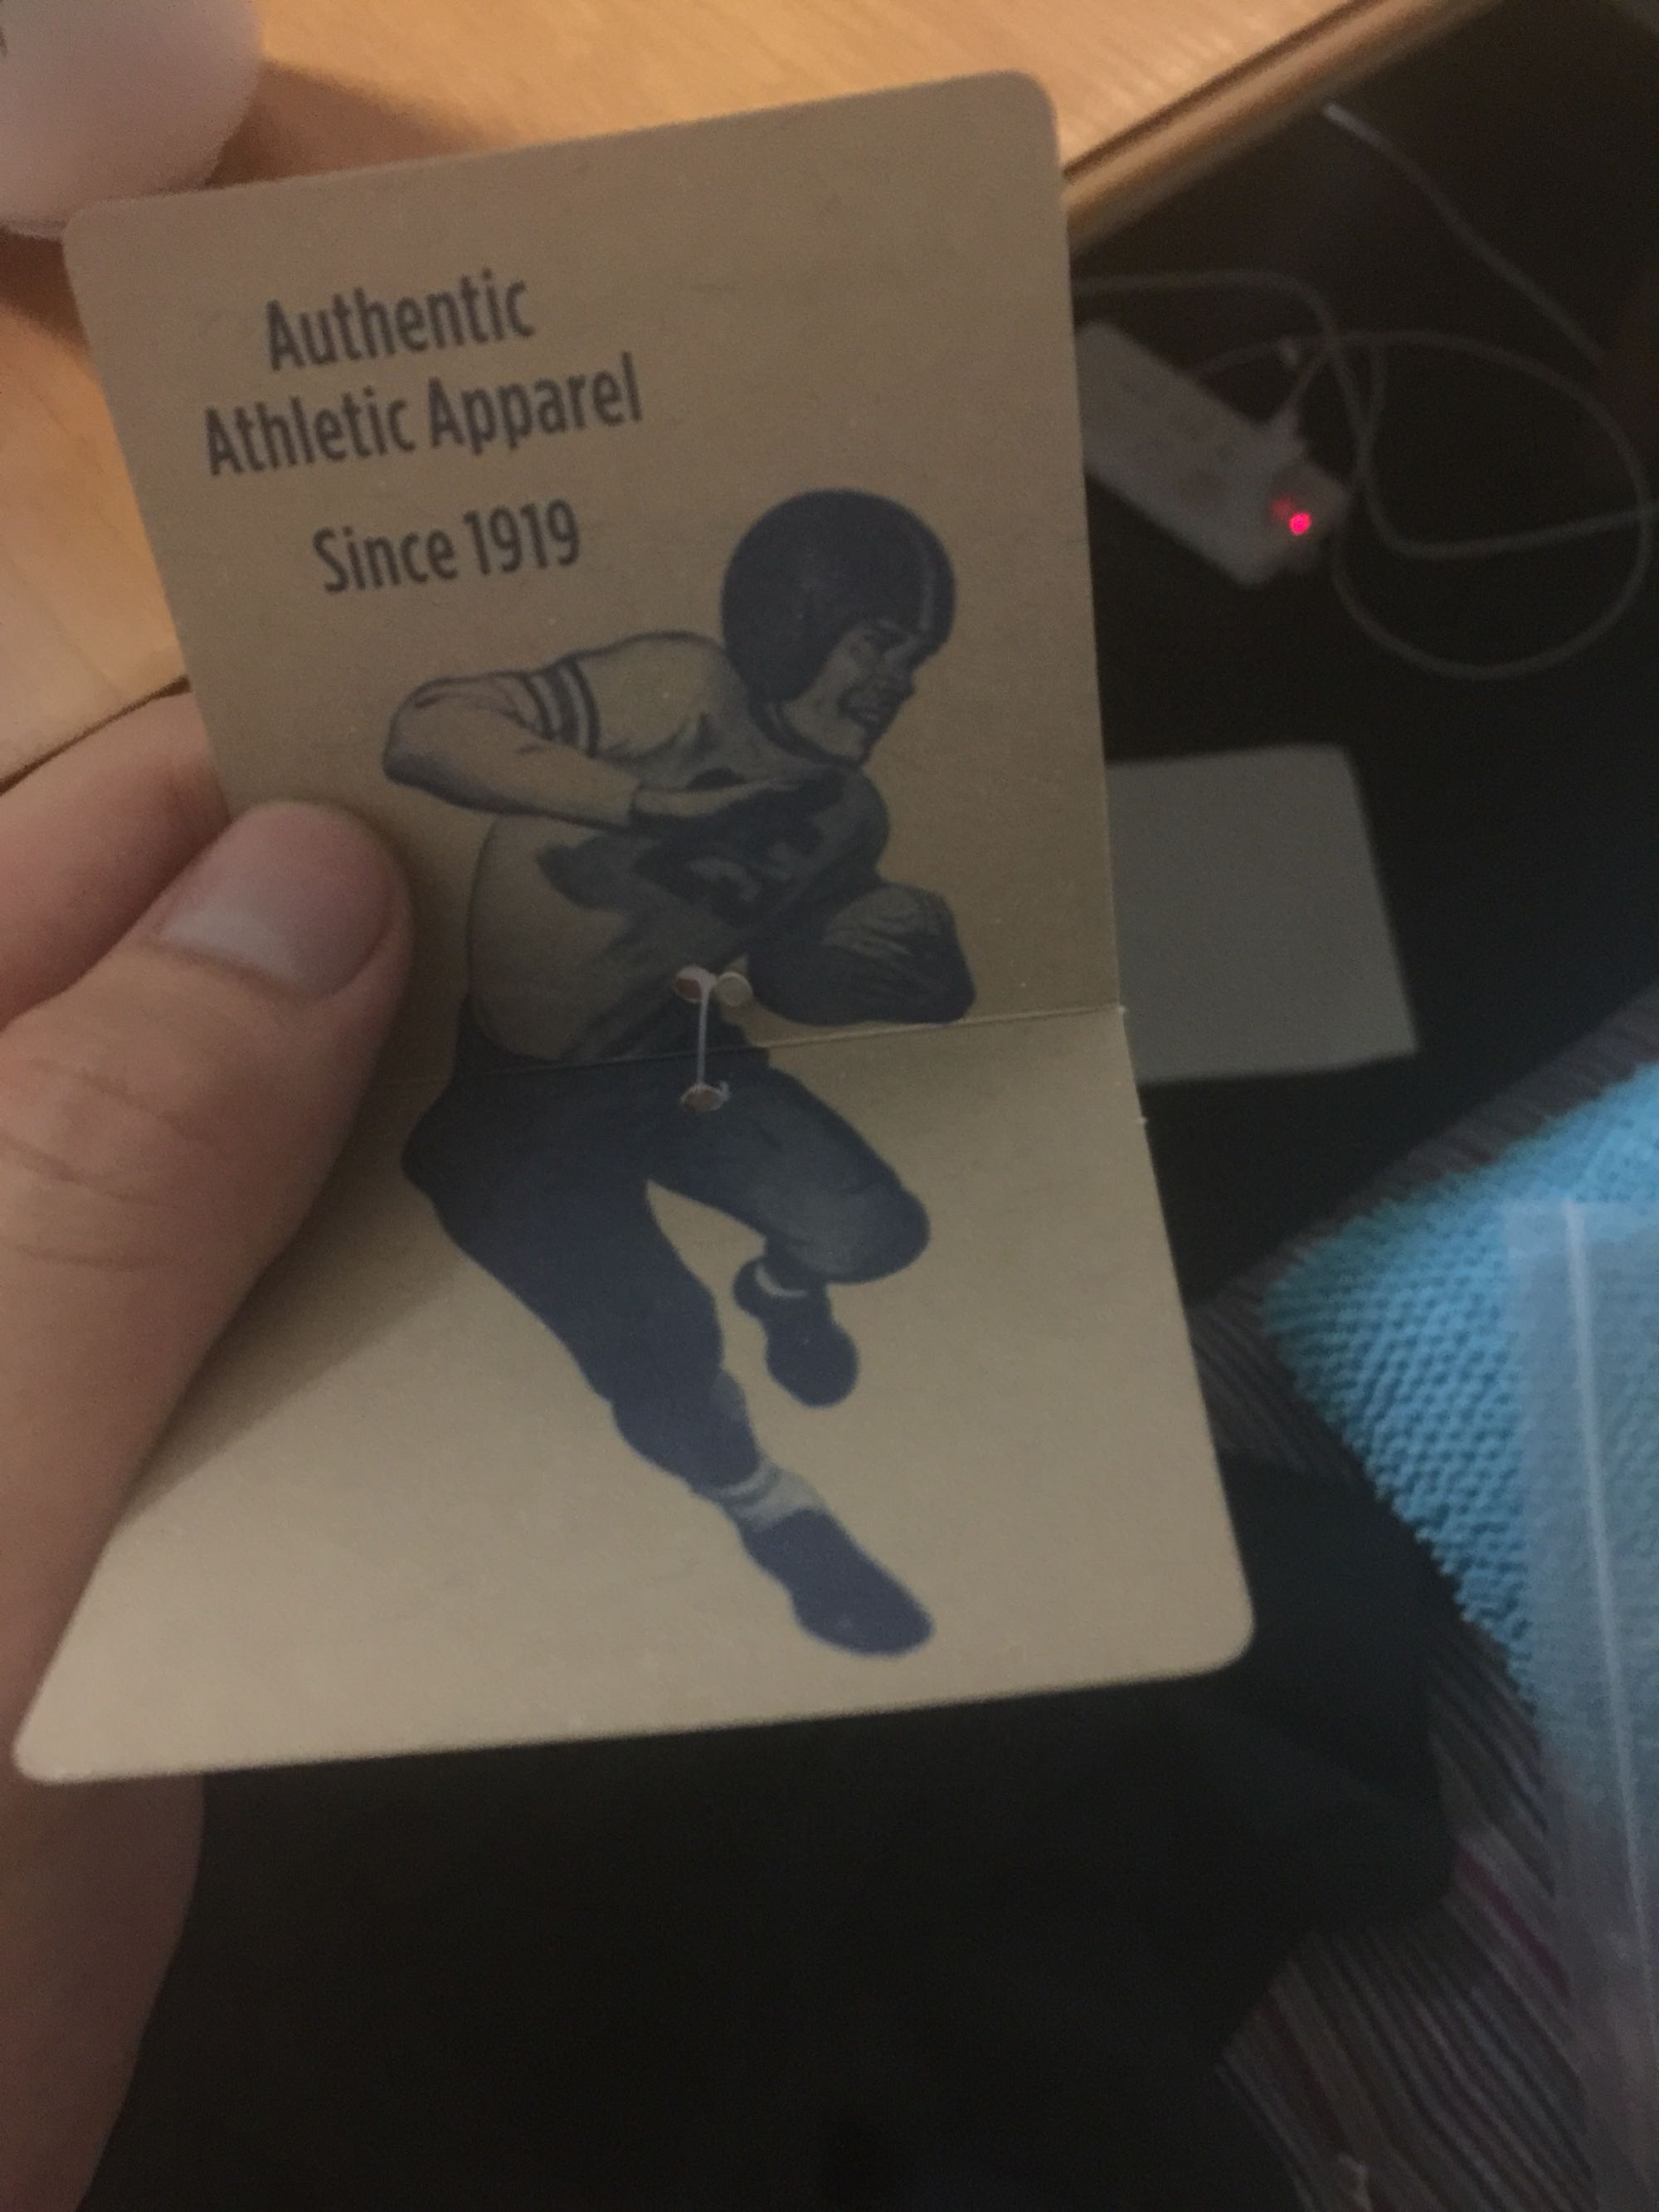 Authentic
Athletic Apparel
Since 1919